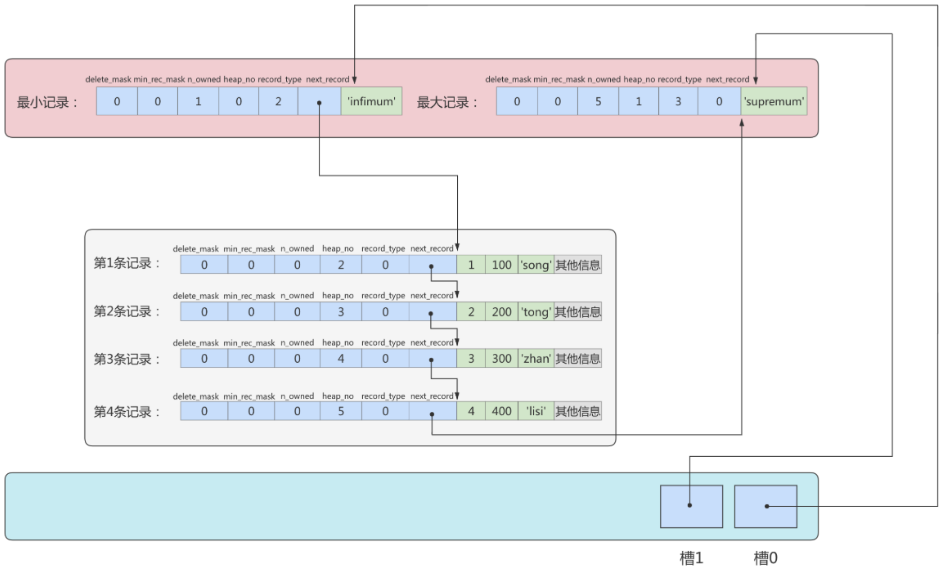 delete_mask min_rec_mask n_owned heap_no record_type next_record
最小记录： 0 0 1 0 2 'infimum'
delete_mask min_rec_mask n_owned heap_no record_type next_record
最大记录： 0 0 5 1 3 0 'supremum'
delete_mask min_rec_mask n_owned heap_no record_type next_record
第1条记录： 0 0 0 2 0 1 100 'song' 其他信息
delete_mask min_rec_mask n_owned heap_no record_type next_record
第2条记录： 0 0 0 3 0 2 200 'tong' 其他信息
delete_mask min_rec_mask n_owned heap_no record_type next_record
第3条记录： 0 0 0 4 0 3 300 'zhan' 其他信息
delete_mask min_rec_mask n_owned heap_no record_type next_record
第4条记录： 0 0 0 5 0 4 400 'lisi' 其他信息
槽1 槽0